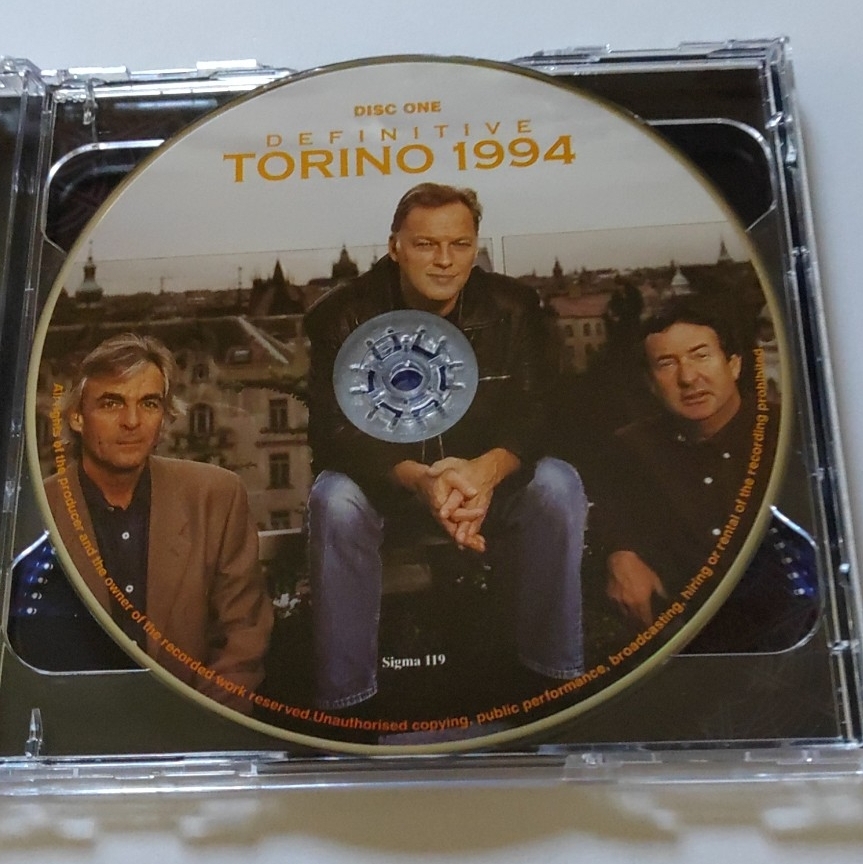 DISC ONE
DEFINITIVE
TORINO 1994
Sigma 119
All rights of the producer and the owner of the recorded work reserved.Unauthorised copying, public performance, broadcasting, hiring or rental of the recording prohibited